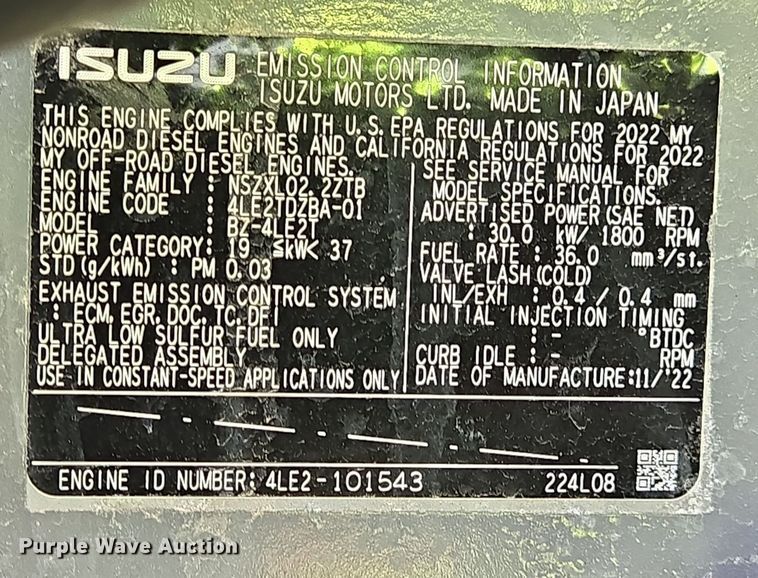 ISUZU EMISSION CONTROL INFORMATION
ISUZU MOTORS LTD. MADE IN JAPAN
THIS ENGINE COMPLIES WITH U.S.EPA REGULATIONS FOR 2022 MY
NONROAD DIESEL ENGINES AND CALIFORNIA REGULATIONS FOR 2022
MY OFF-ROAD DIESEL ENGINES.
ENGINE FAMILY : NSZXL02.2ZTB
ENGINE CODE : 4LE2TDZBA-01
MODEL : BZ-4LE2T
POWER CATEGORY: 19 ≦kW< 37
STD (g/kWh) : PM 0.03
EXHAUST EMISSION CONTROL SYSTEM
: ECM, EGR, DOC, TC, DFI
ULTRA LOW SULFUR FUEL ONLY
DELEGATED ASSEMBLY
USE IN CONSTANT-SPEED APPLICATIONS ONLY
SEE SERVICE MANUAL FOR
MODEL SPECIFICATIONS.
ADVERTISED POWER(SAE NET)
: 30.0 kW/ 1800 RPM
FUEL RATE : 36.0 mm³/st.
VALVE LASH(COLD)
INL/EXH : 0.4 / 0.4 mm
INITIAL INJECTION TIMING
: - °BTDC
CURB IDLE : - RPM
DATE OF MANUFACTURE:11/'22
ENGINE ID NUMBER: 4LE2-101543 224L08
Purple Wave Auction